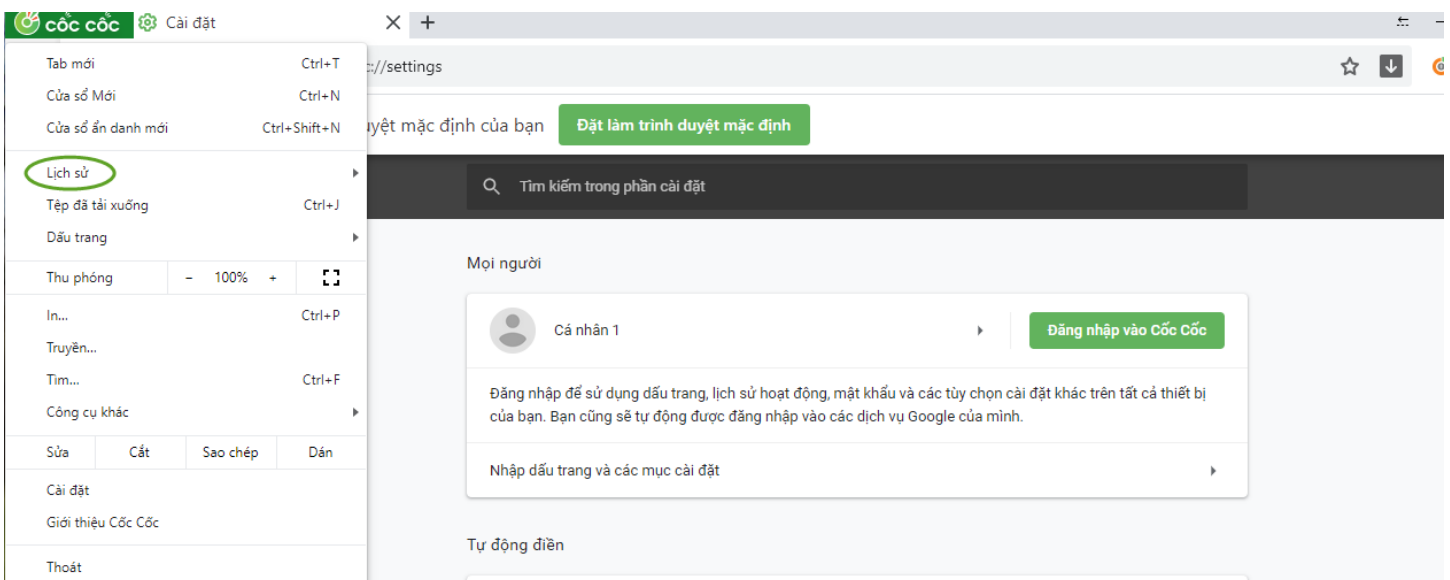 cốc cốc Cài đặt
Tab mới Ctrl+T
Cửa sổ Mới Ctrl+N
Cửa sổ ẩn danh mới Ctrl+Shift+N
Lịch sử
Tệp đã tải xuống Ctrl+J
Dấu trang
Thu phóng - 100% +
In... Ctrl+P
Truyền...
Tìm... Ctrl+F
Công cụ khác
Sửa Cắt Sao chép Dán
Cài đặt
Giới thiệu Cốc Cốc
Thoát
://settings
mặc định của bạn Đặt làm trình duyệt mặc định
Tìm kiếm trong phần cài đặt
Mọi người
Cá nhân 1 Đăng nhập vào Cốc Cốc
Đăng nhập để sử dụng dấu trang, lịch sử hoạt động, mật khẩu và các tùy chọn cài đặt khác trên tất cả thiết bị
của bạn. Bạn cũng sẽ tự động được đăng nhập vào các dịch vụ Google của mình.
Nhập dấu trang và các mục cài đặt
Tự động điền